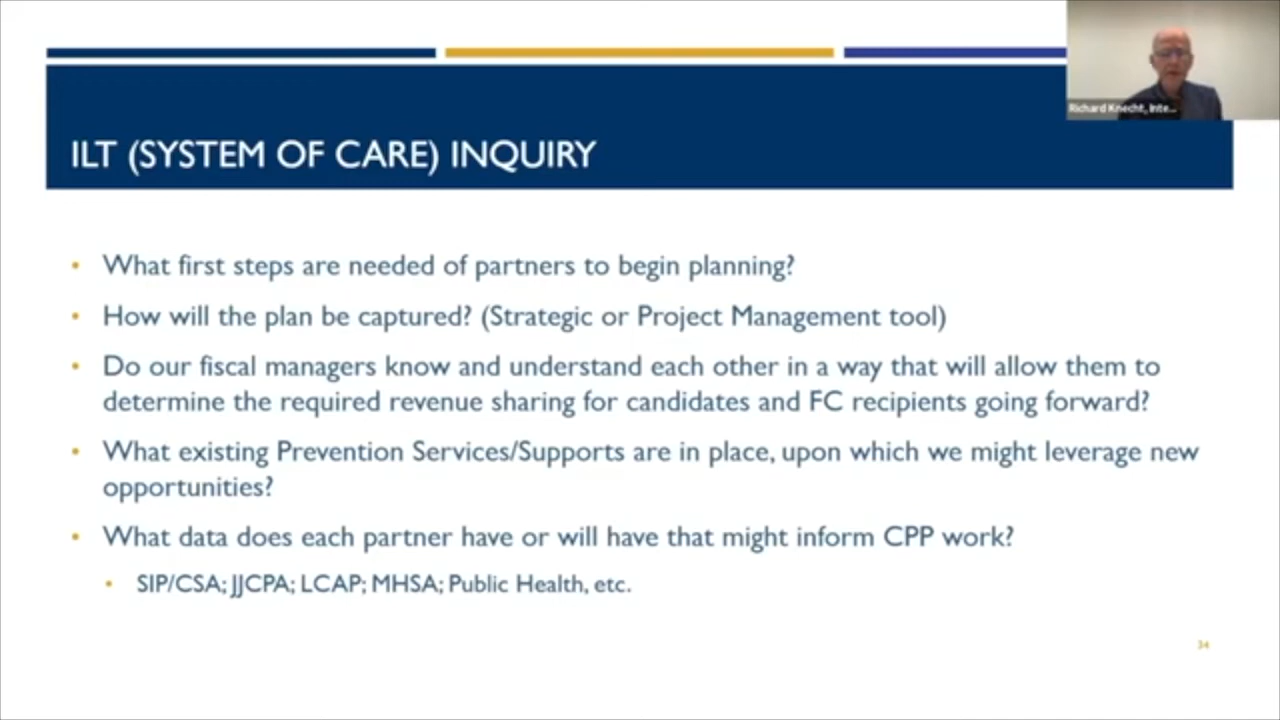 Richard Knecht, Inte...
ILT (SYSTEM OF CARE) INQUIRY
• What first steps are needed of partners to begin planning?
• How will the plan be captured? (Strategic or Project Management tool)
• Do our fiscal managers know and understand each other in a way that will allow them to
determine the required revenue sharing for candidates and FC recipients going forward?
• What existing Prevention Services/Supports are in place, upon which we might leverage new
opportunities?
• What data does each partner have or will have that might inform CPP work?
• SIP/CSA; JJCPA; LCAP; MHSA; Public Health, etc.
34